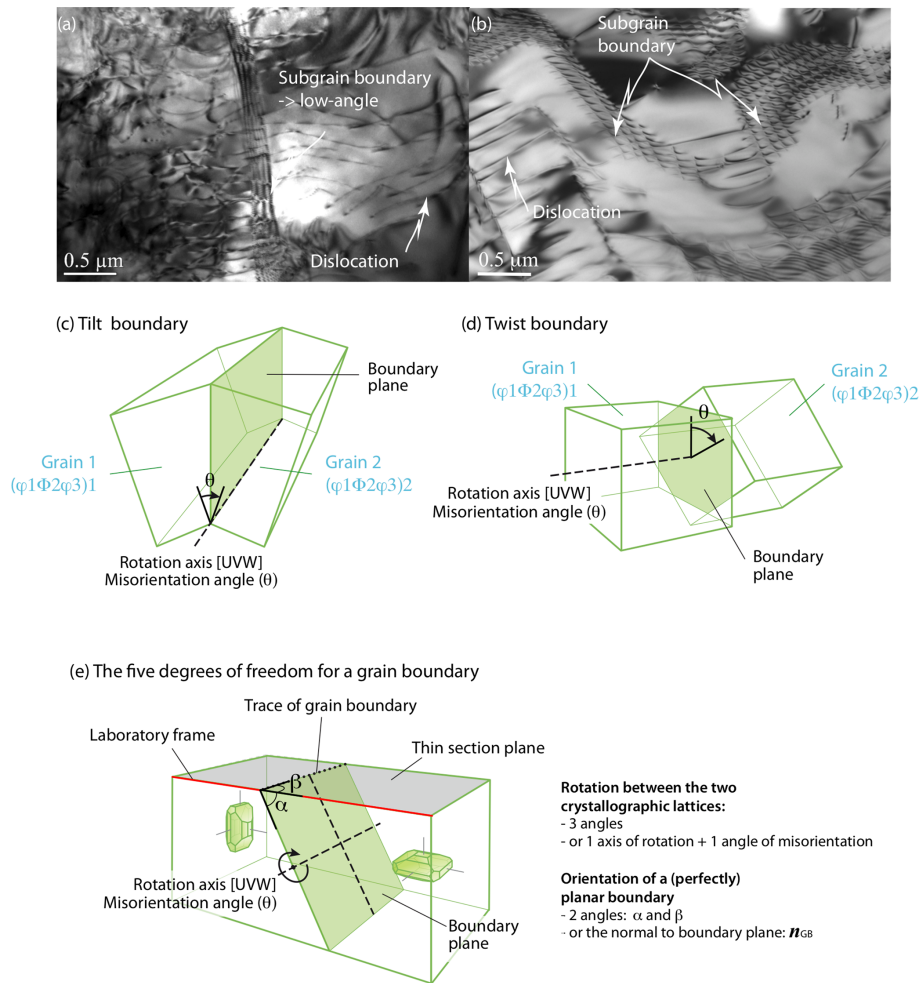 (a)
Subgrain boundary
-> low-angle
Dislocation
0.5 μm
(b)
Subgrain
boundary
Dislocation
0.5 μm
(c) Tilt boundary
Boundary
plane
Grain 1
(φ1Φ2φ3)1
θ
Grain 2
(φ1Φ2φ3)2
Rotation axis [UVW]
Misorientation angle (θ)
(d) Twist boundary
Grain 1
(φ1Φ2φ3)1
Grain 2
(φ1Φ2φ3)2
θ
Rotation axis [UVW]
Misorientation angle (θ)
Boundary
plane
(e) The five degrees of freedom for a grain boundary
Trace of grain boundary
Laboratory frame
Thin section plane
β
α
Rotation axis [UVW]
Misorientation angle (θ)
Boundary
plane
Rotation between the two
crystallographic lattices:
- 3 angles
- or 1 axis of rotation + 1 angle of misorientation
Orientation of a (perfectly)
planar boundary
- 2 angles: α and β
- or the normal to boundary plane: nGB